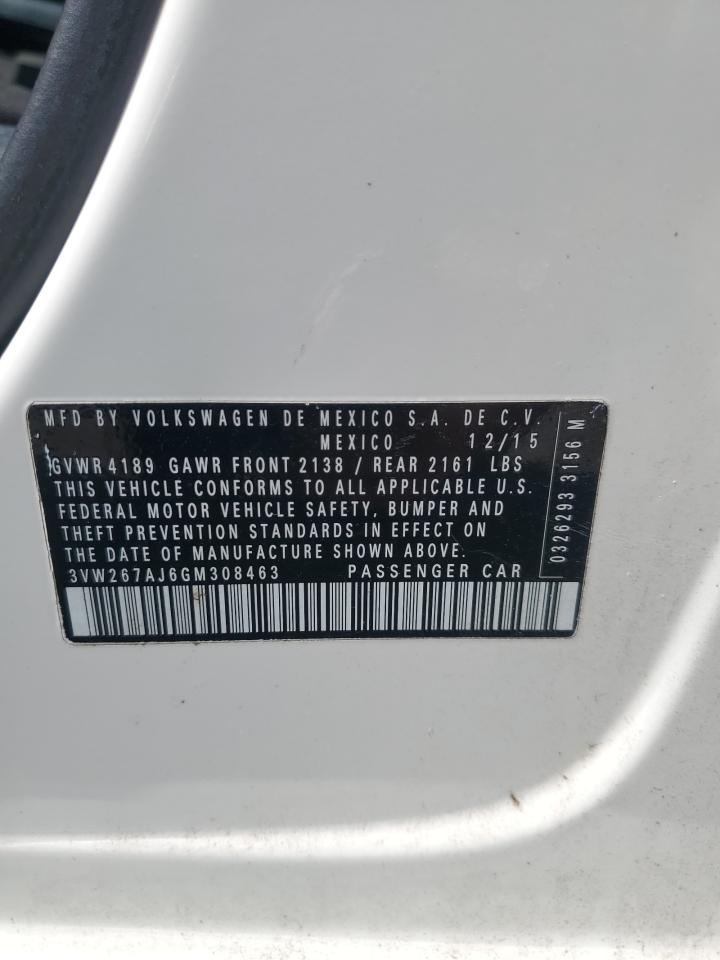 MFD BY VOLKSWAGEN DE MEXICO S.A. DE C.V.
MEXICO 12/15
GVWR 4189 GAWR FRONT 2138 / REAR 2161 LBS
THIS VEHICLE CONFORMS TO ALL APPLICABLE U.S.
FEDERAL MOTOR VEHICLE SAFETY, BUMPER AND
THEFT PREVENTION STANDARDS IN EFFECT ON
THE DATE OF MANUFACTURE SHOWN ABOVE.
3VW267AJ6GM308463 PASSENGER CAR
0326293 3156 M